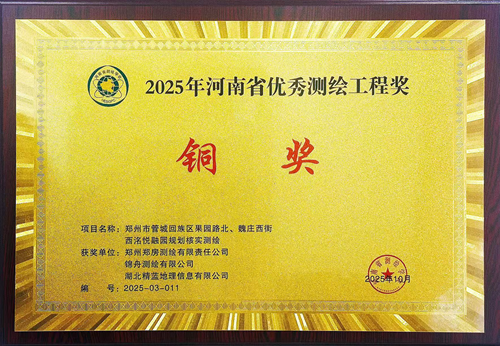 2025年河南省优秀测绘工程奖
铜 奖
项目名称：郑州市管城回族区果园路北、魏庄西街
西洺悦融园规划核实测绘
获奖单位：郑州郑房测绘有限责任公司
锦舟测绘有限公司
湖北精蓝地理信息有限公司
编 号：2025-03-011
2025年10月